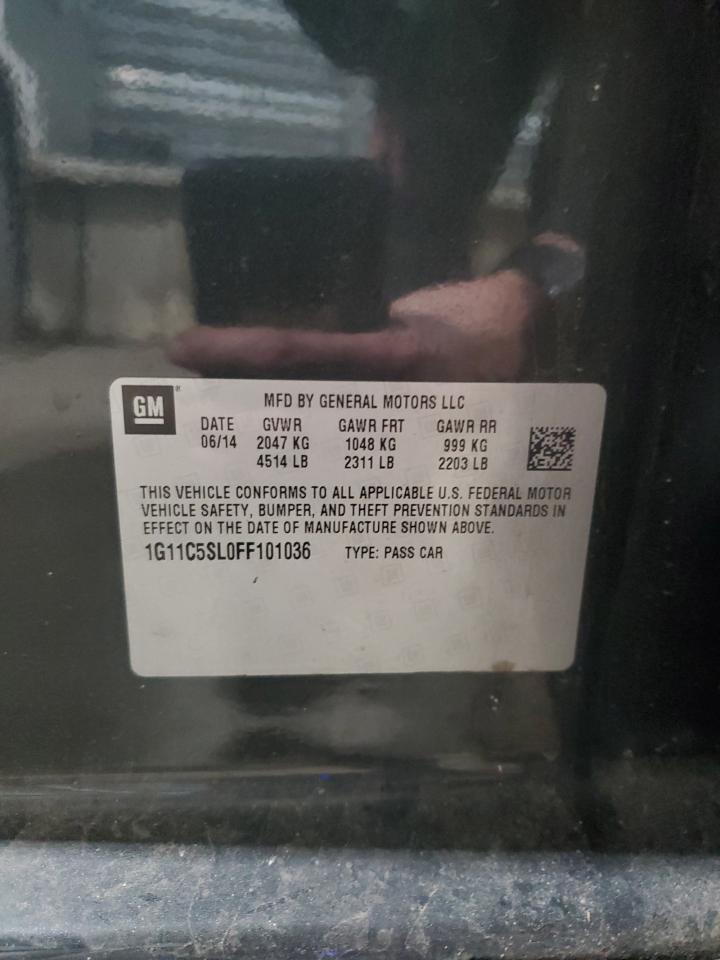 GM ®
MFD BY GENERAL MOTORS LLC
DATE GVWR GAWR FRT GAWR RR
06/14 2047 KG 1048 KG 999 KG
4514 LB 2311 LB 2203 LB
THIS VEHICLE CONFORMS TO ALL APPLICABLE U.S. FEDERAL MOTOR
VEHICLE SAFETY, BUMPER, AND THEFT PREVENTION STANDARDS IN
EFFECT ON THE DATE OF MANUFACTURE SHOWN ABOVE.
1G11C5SL0FF101036 TYPE: PASS CAR